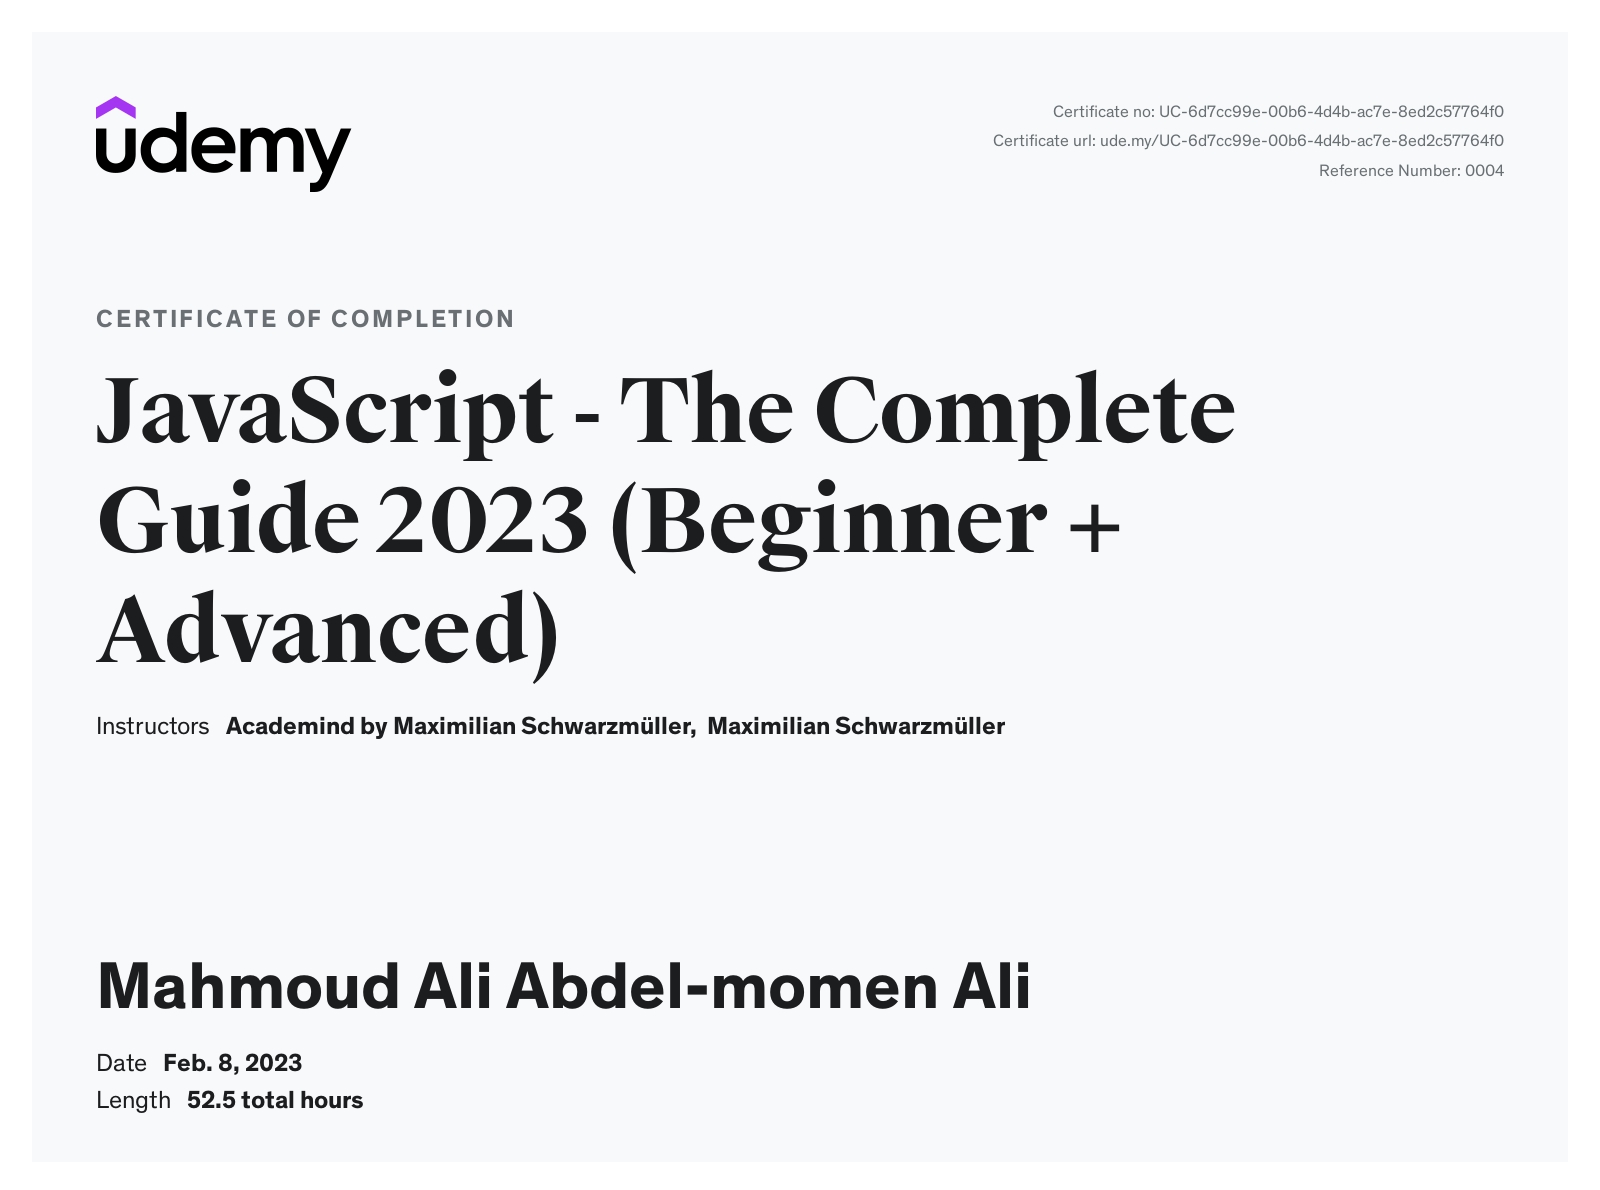 udemy
Certificate no: UC-6d7cc99e-00b6-4d4b-ac7e-8ed2c57764f0
Certificate url: ude.my/UC-6d7cc99e-00b6-4d4b-ac7e-8ed2c57764f0
Reference Number: 0004
CERTIFICATE OF COMPLETION
JavaScript - The Complete
Guide 2023 (Beginner +
Advanced)
Instructors Academind by Maximilian Schwarzmüller, Maximilian Schwarzmüller
Mahmoud Ali Abdel-momen Ali
Date Feb. 8, 2023
Length 52.5 total hours